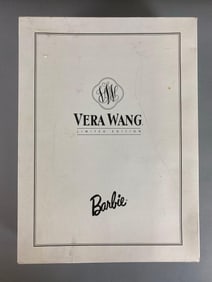 VW
VERA WANG
LIMITED EDITION
Barbie